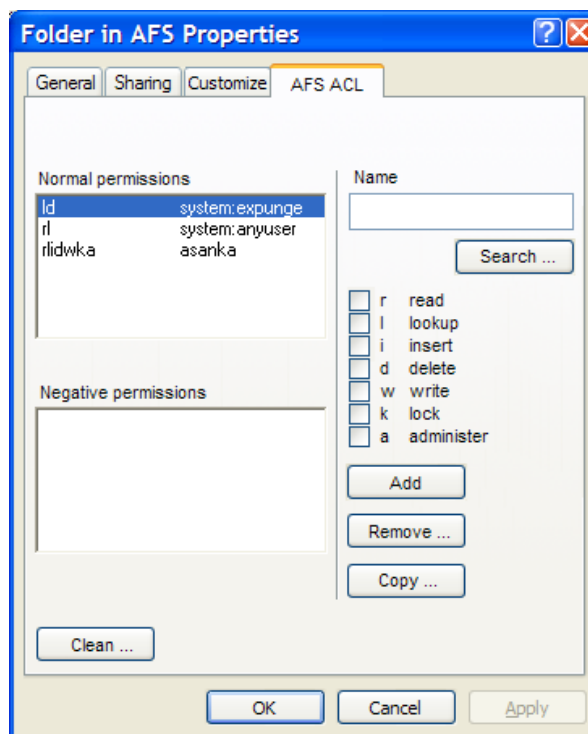 Folder in AFS Properties
General Sharing Customize AFS ACL
Normal permissions
ld system:expunge
rl system:anyuser
rlidwka asanka
Negative permissions
Clean ...
Name
Search ...
r read
l lookup
i insert
d delete
w write
k lock
a administer
Add
Remove ...
Copy ...
OK Cancel Apply